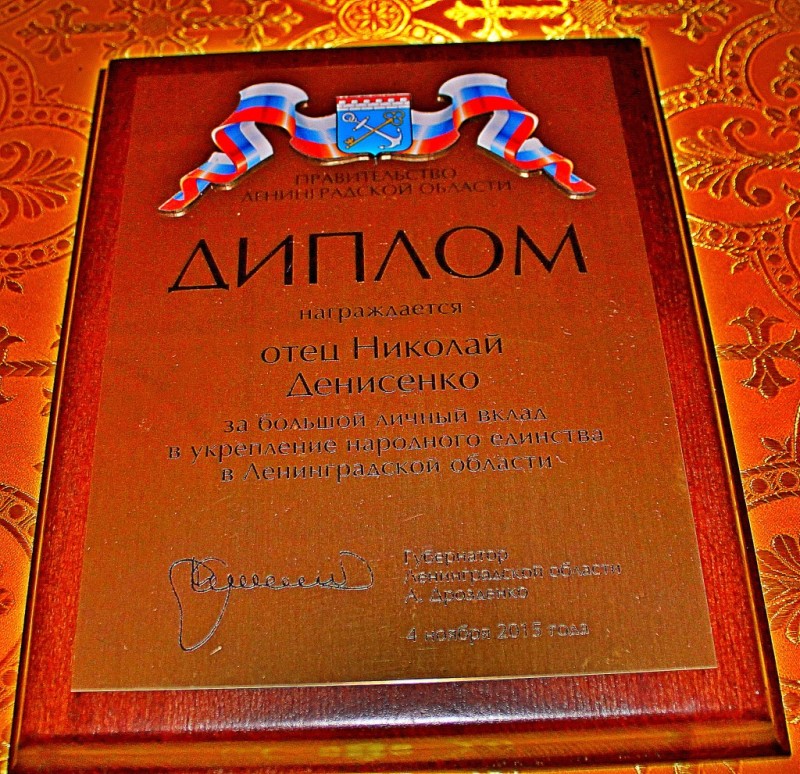 ПРАВИТЕЛЬСТВО
ЛЕНИНГРАДСКОЙ ОБЛАСТИ
ДИПЛОМ
награждается
отец Николай
Денисенко
за большой личный вклад
в укрепление народного единства
в Ленинградской области
Губернатор
Ленинградской области
А. Дрозденко
4 ноября 2015 года